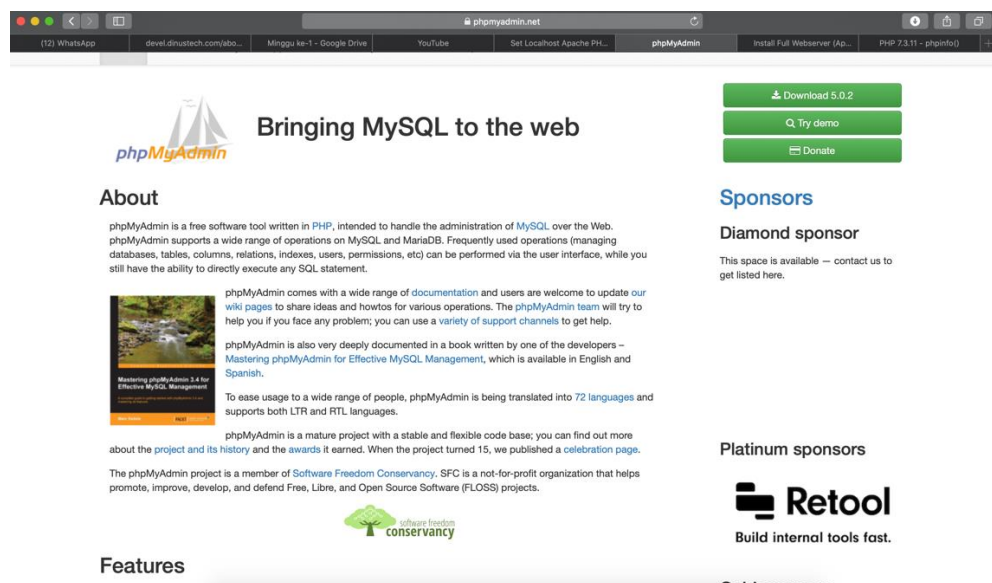 phpmyadmin.net
(12) WhatsApp
devel.dinustech.com/abo...
Minggu ke-1 - Google Drive
YouTube
Set Localhost Apache PH...
phpMyAdmin
Install Full Webserver (Ap...
PHP 7.3.11 - phpinfo()
phpMyAdmin
Bringing MySQL to the web
Download 5.0.2
Try demo
Donate
About
phpMyAdmin is a free software tool written in PHP, intended to handle the administration of MySQL over the Web.
phpMyAdmin supports a wide range of operations on MySQL and MariaDB. Frequently used operations (managing
databases, tables, columns, relations, indexes, users, permissions, etc) can be performed via the user interface, while you
still have the ability to directly execute any SQL statement.
phpMyAdmin comes with a wide range of documentation and users are welcome to update our
wiki pages to share ideas and howtos for various operations. The phpMyAdmin team will try to
help you if you face any problem; you can use a variety of support channels to get help.
phpMyAdmin is also very deeply documented in a book written by one of the developers –
Mastering phpMyAdmin for Effective MySQL Management, which is available in English and
Spanish.
Mastering phpMyAdmin 3.4 for
Effective MySQL Management
To ease usage to a wide range of people, phpMyAdmin is being translated into 72 languages and
supports both LTR and RTL languages.
phpMyAdmin is a mature project with a stable and flexible code base; you can find out more
about the project and its history and the awards it earned. When the project turned 15, we published a celebration page.
The phpMyAdmin project is a member of Software Freedom Conservancy. SFC is a not-for-profit organization that helps
promote, improve, develop, and defend Free, Libre, and Open Source Software (FLOSS) projects.
software freedom
conservancy
Features
Sponsors
Diamond sponsor
This space is available — contact us to
get listed here.
Platinum sponsors
Retool
Build internal tools fast.